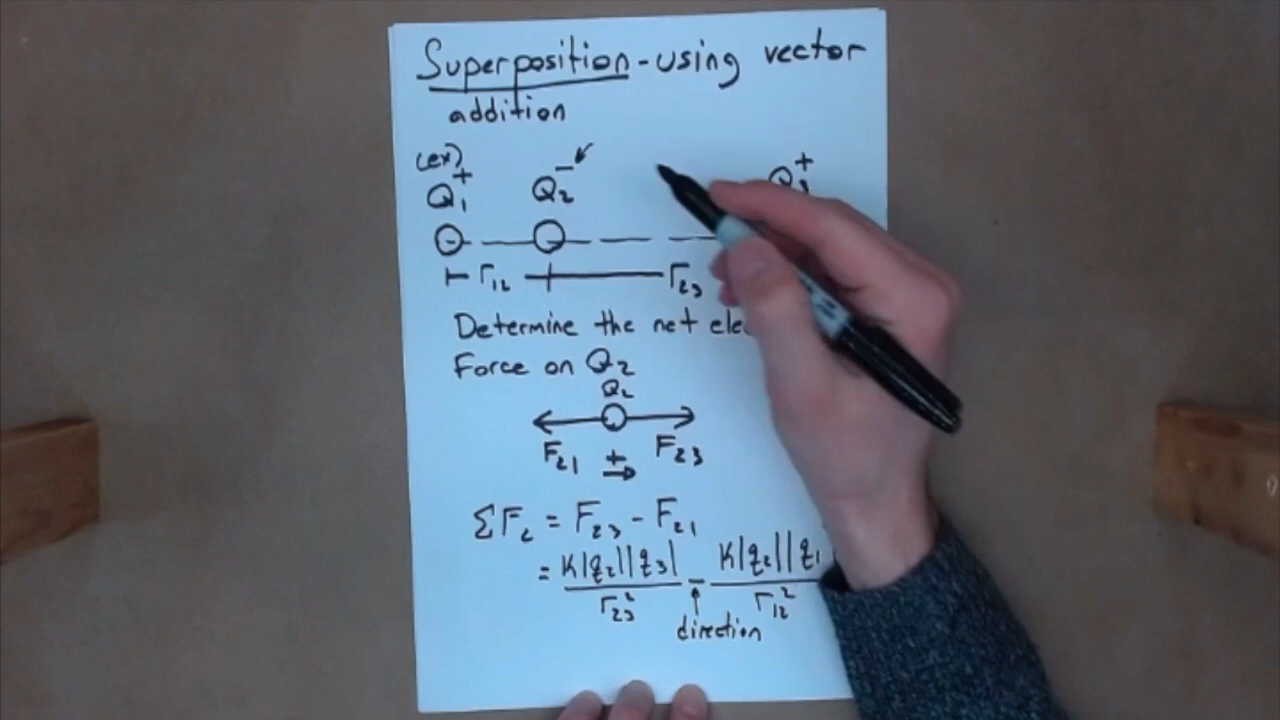 Superposition - using vector
addition
(ex)
Q₁⁺ Q₂⁻ Q₃⁺
r₁₂ r₂₃
Determine the net
Force on Q₂
Q₂
F₂₁ + F₂₃
ΣF₂ = F₂₃ - F₂₁
= K|q₂||q₃| / r₂₃² - K|q₂||q₁ / r₁₂²
direction